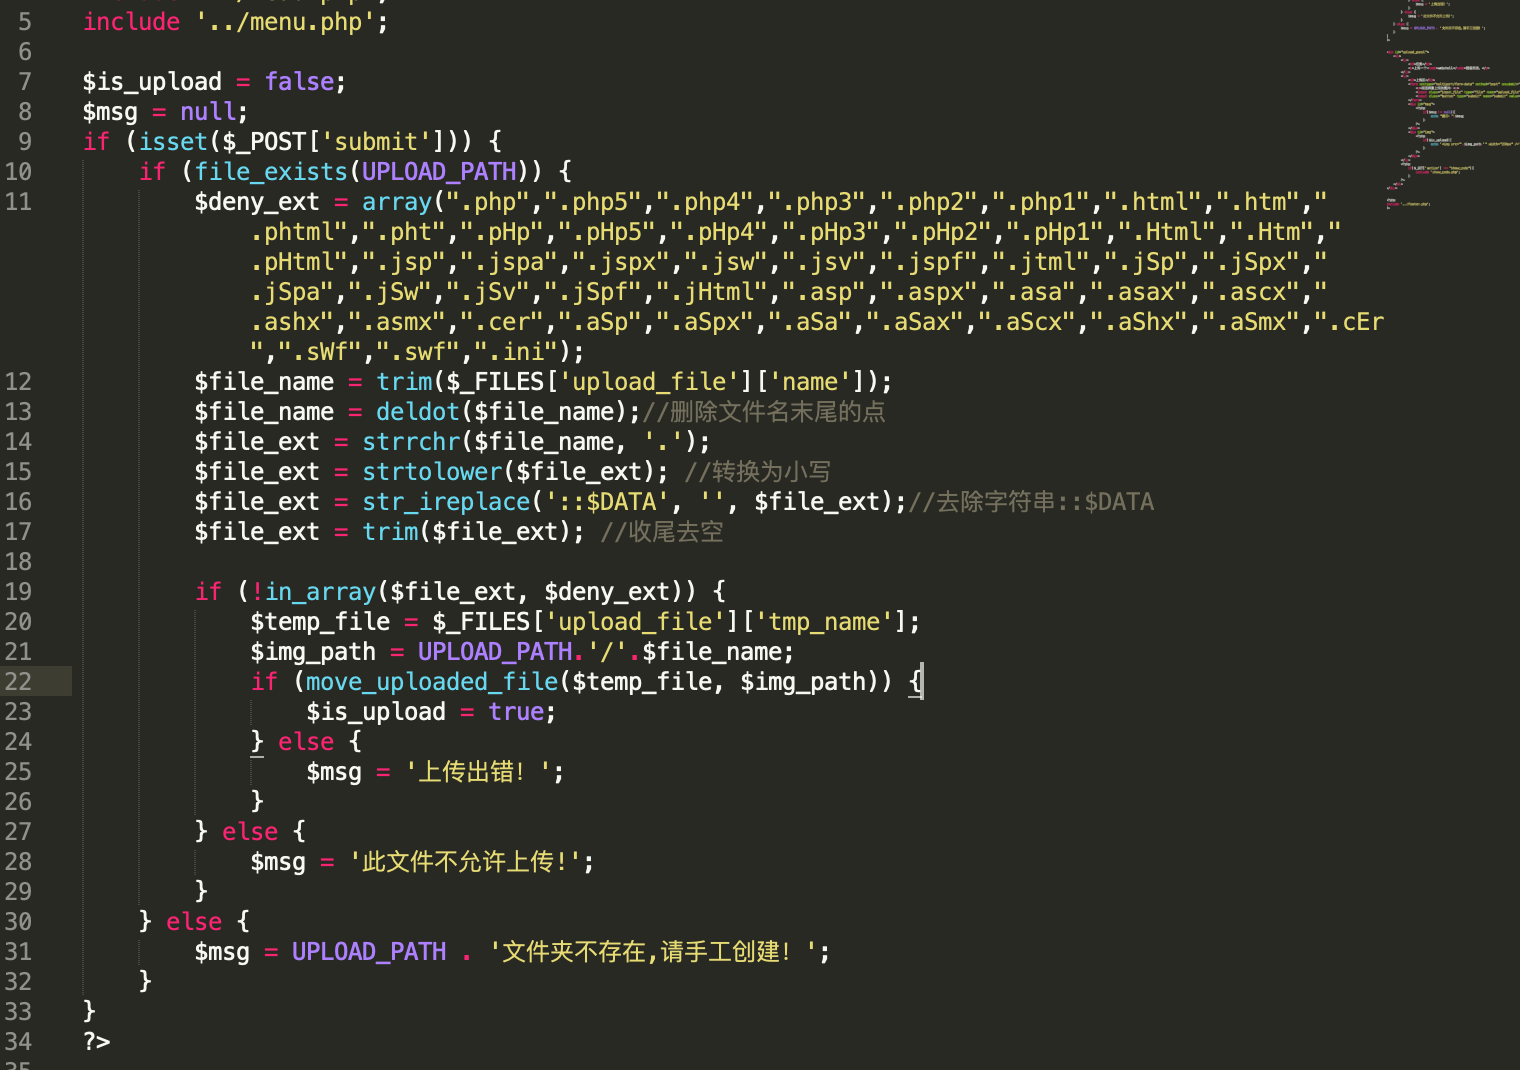 5 include '../menu.php';
6
7 $is_upload = false;
8 $msg = null;
9 if (isset($_POST['submit'])) {
10 if (file_exists(UPLOAD_PATH)) {
11 $deny_ext = array(".php",".php5",".php4",".php3",".php2",".php1",".html",".htm","
.phtml",".pht",".pHp",".pHp5",".pHp4",".pHp3",".pHp2",".pHp1",".Html",".Htm","
.pHtml",".jsp",".jspa",".jspx",".jsw",".jsv",".jspf",".jtml",".jSp",".jSpx","
.jSpa",".jSw",".jSv",".jSpf",".jHtml",".asp",".aspx",".asa",".asax",".ascx","
.ashx",".asmx",".cer",".aSp",".aSpx",".aSa",".aSax",".aScx",".aShx",".aSmx",".cEr
",".sWf",".swf",".ini");
12 $file_name = trim($_FILES['upload_file']['name']);
13 $file_name = deldot($file_name);//删除文件名末尾的点
14 $file_ext = strrchr($file_name, '.');
15 $file_ext = strtolower($file_ext); //转换为小写
16 $file_ext = str_ireplace('::$DATA', '', $file_ext);//去除字符串::$DATA
17 $file_ext = trim($file_ext); //收尾去空
18
19 if (!in_array($file_ext, $deny_ext)) {
20 $temp_file = $_FILES['upload_file']['tmp_name'];
21 $img_path = UPLOAD_PATH.'/'.$file_name;
22 if (move_uploaded_file($temp_file, $img_path)) {
23 $is_upload = true;
24 } else {
25 $msg = '上传出错！';
26 }
27 } else {
28 $msg = '此文件不允许上传!';
29 }
30 } else {
31 $msg = UPLOAD_PATH . '文件夹不存在,请手工创建！';
32 }
33 }
34 ?>